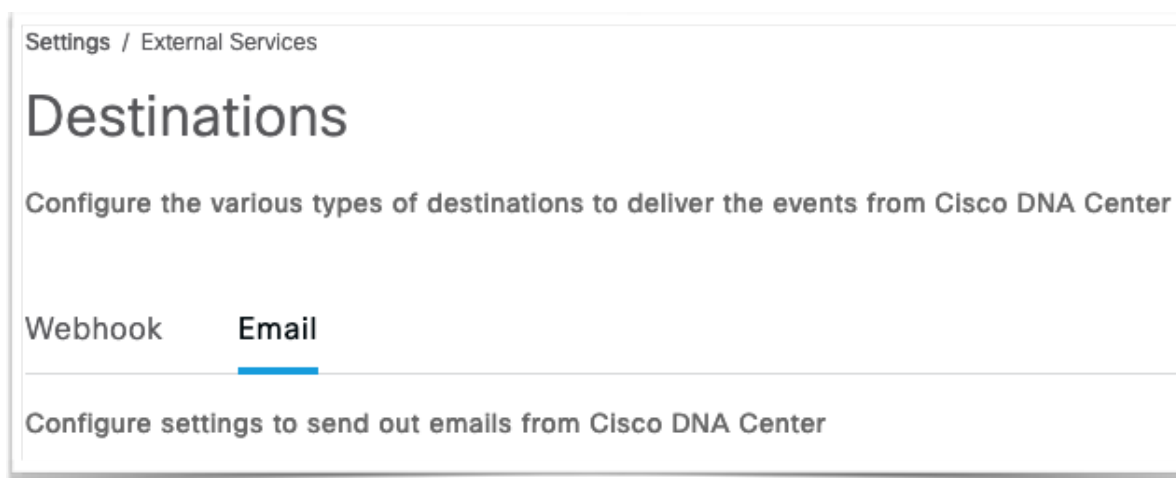 Settings / External Services
Destinations
Configure the various types of destinations to deliver the events from Cisco DNA Center
Webhook Email
Configure settings to send out emails from Cisco DNA Center